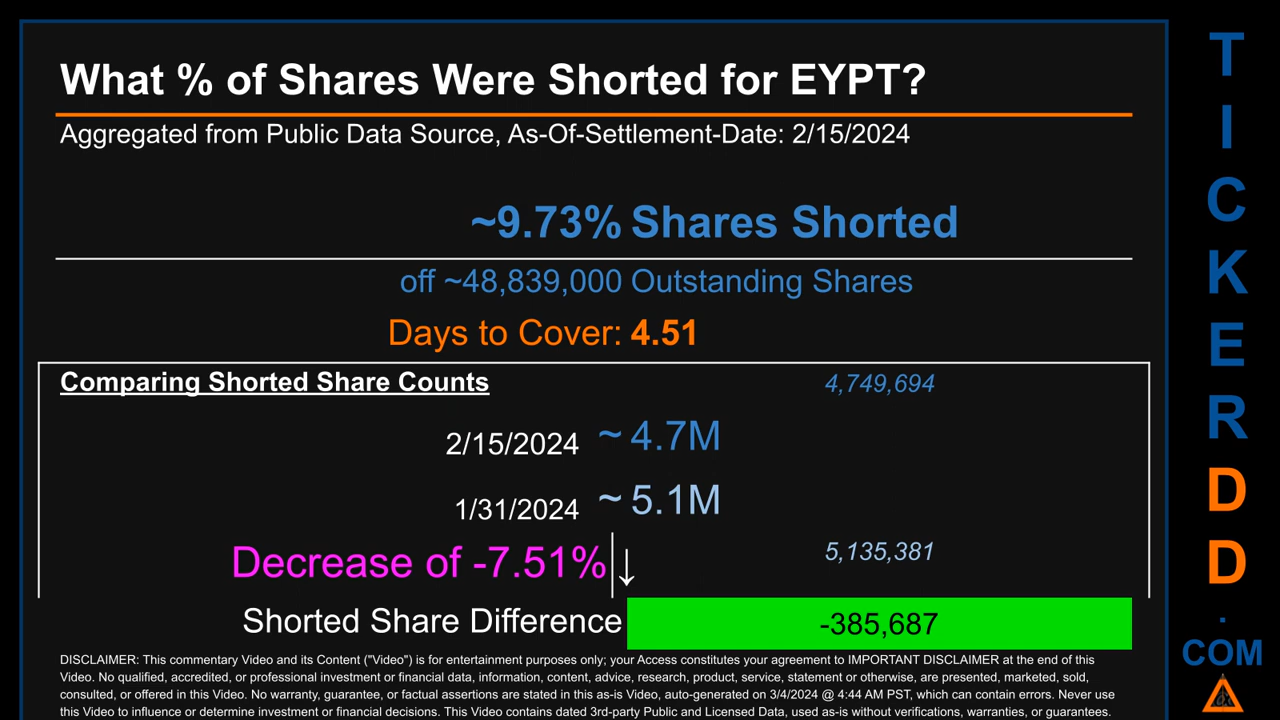 What % of Shares Were Shorted for EYPT?
Aggregated from Public Data Source, As-Of-Settlement-Date: 2/15/2024
~9.73% Shares Shorted
off ~48,839,000 Outstanding Shares
Days to Cover: 4.51
Comparing Shorted Share Counts
4,749,694
2/15/2024 ~ 4.7M
1/31/2024 ~ 5.1M
5,135,381
Decrease of -7.51% ↓
Shorted Share Difference -385,687
DISCLAIMER: This commentary Video and its Content ("Video") is for entertainment purposes only; your Access constitutes your agreement to IMPORTANT DISCLAIMER at the end of this
Video. No qualified, accredited, or professional investment or financial data, information, content, advice, research, product, service, statement or otherwise, are presented, marketed, sold,
consulted, or offered in this Video. No warranty, guarantee, or factual assertions are stated in this as-is Video, auto-generated on 3/4/2024 @ 4:44 AM PST, which can contain errors. Never use
this Video to influence or determine investment or financial decisions. This Video contains dated 3rd-party Public and Licensed Data, used as-is without verifications, warranties, or guarantees.
T
I
C
K
E
R
D
D
.
COM